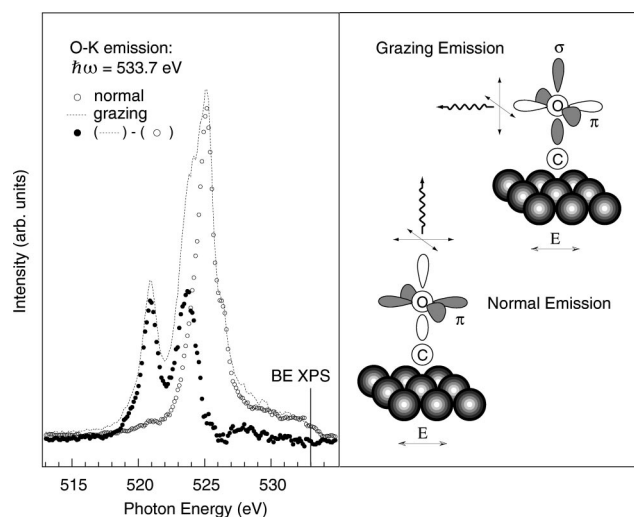 O-K emission:
ℏω = 533.7 eV
○ normal
┈┈ grazing
● (┈┈) - ( ○ )
Intensity (arb. units)
BE XPS
515 520 525 530
Photon Energy (eV)
Grazing Emission
σ
O
π
C
E
O
π
Normal Emission
C
E